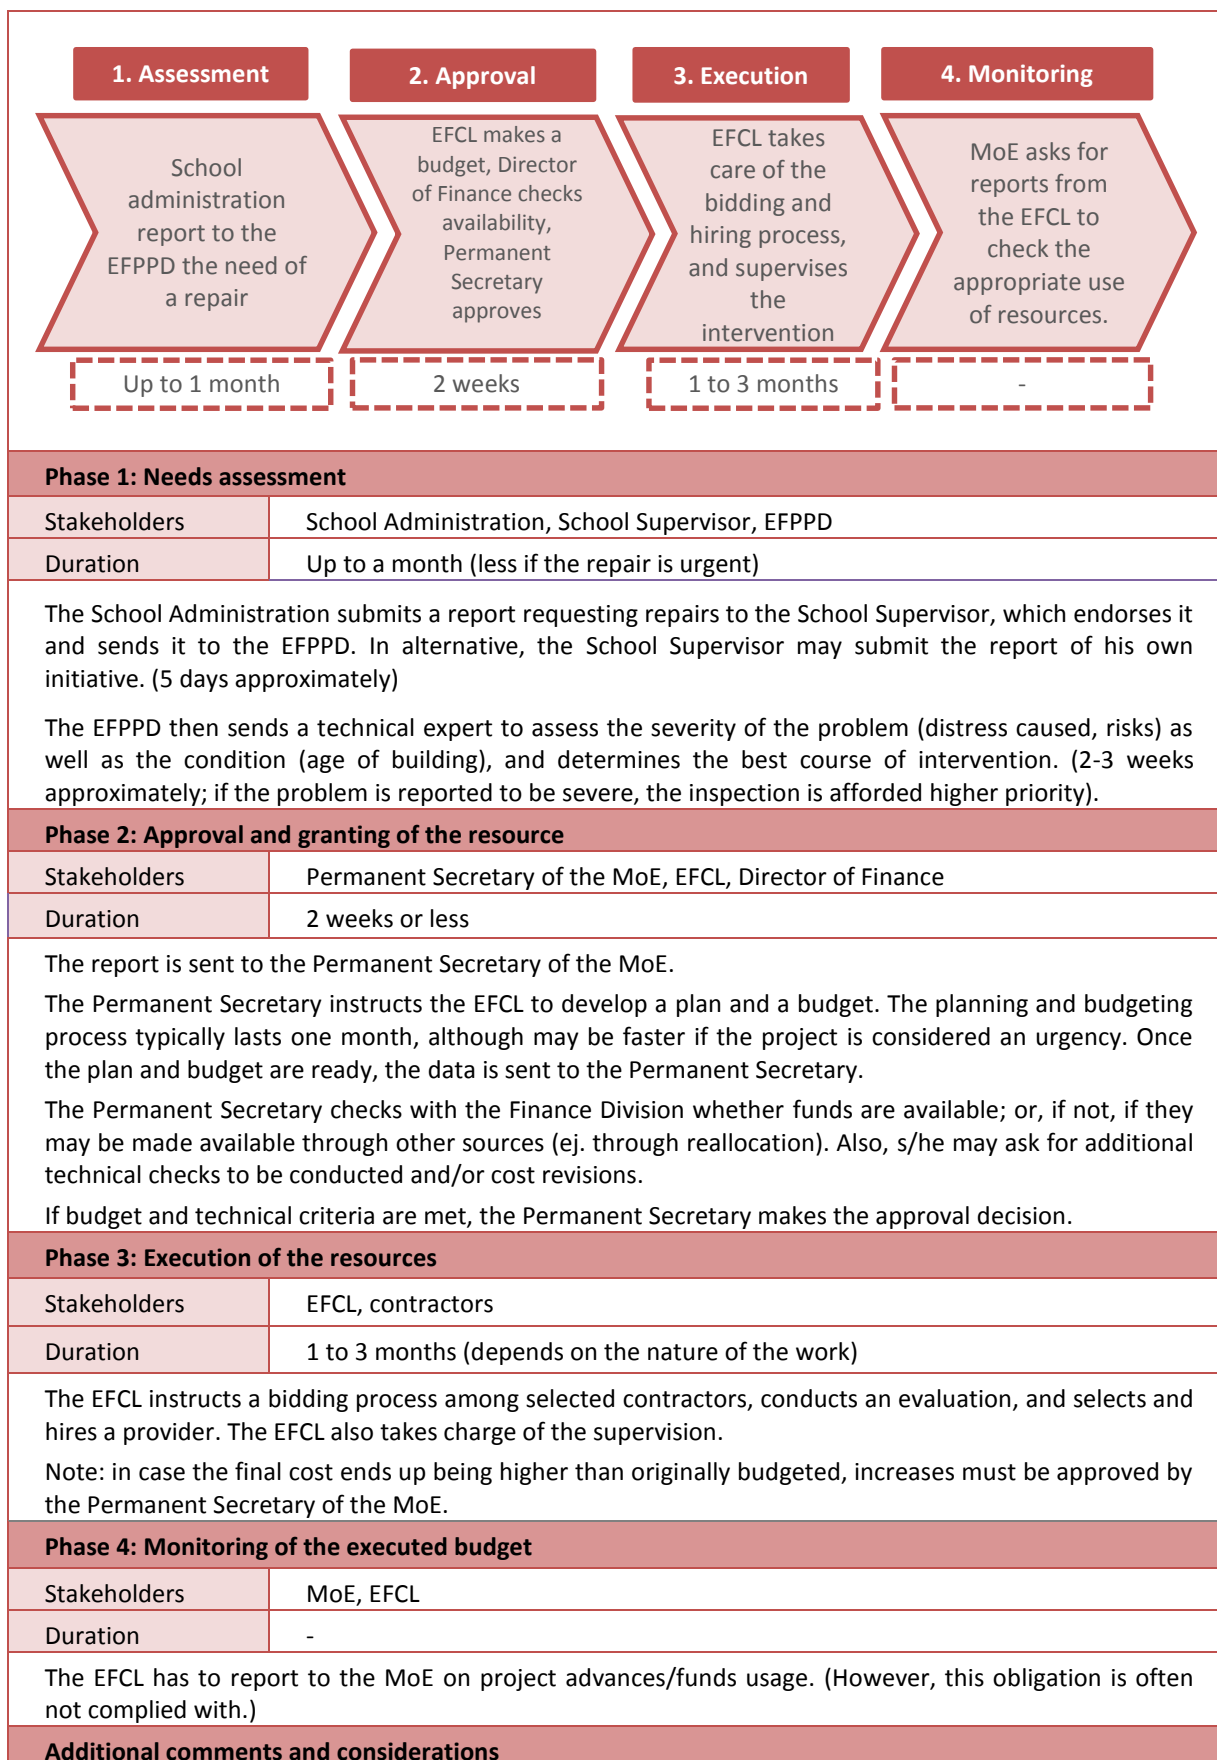 1. Assessment
2. Approval
3. Execution
4. Monitoring
School
administration
report to the
EFPPD the need of
a repair
EFCL makes a
budget, Director
of Finance checks
availability,
Permanent
Secretary
approves
EFCL takes
care of the
bidding and
hiring process,
and supervises
the
intervention
MoE asks for
reports from
the EFCL to
check the
appropriate use
of resources.
Up to 1 month
2 weeks
1 to 3 months
-
Phase 1: Needs assessment
Stakeholders School Administration, School Supervisor, EFPPD
Duration Up to a month (less if the repair is urgent)
The School Administration submits a report requesting repairs to the School Supervisor, which endorses it
and sends it to the EFPPD. In alternative, the School Supervisor may submit the report of his own
initiative. (5 days approximately)
The EFPPD then sends a technical expert to assess the severity of the problem (distress caused, risks) as
well as the condition (age of building), and determines the best course of intervention. (2-3 weeks
approximately; if the problem is reported to be severe, the inspection is afforded higher priority).
Phase 2: Approval and granting of the resource
Stakeholders Permanent Secretary of the MoE, EFCL, Director of Finance
Duration 2 weeks or less
The report is sent to the Permanent Secretary of the MoE.
The Permanent Secretary instructs the EFCL to develop a plan and a budget. The planning and budgeting
process typically lasts one month, although may be faster if the project is considered an urgency. Once
the plan and budget are ready, the data is sent to the Permanent Secretary.
The Permanent Secretary checks with the Finance Division whether funds are available; or, if not, if they
may be made available through other sources (ej. through reallocation). Also, s/he may ask for additional
technical checks to be conducted and/or cost revisions.
If budget and technical criteria are met, the Permanent Secretary makes the approval decision.
Phase 3: Execution of the resources
Stakeholders EFCL, contractors
Duration 1 to 3 months (depends on the nature of the work)
The EFCL instructs a bidding process among selected contractors, conducts an evaluation, and selects and
hires a provider. The EFCL also takes charge of the supervision.
Note: in case the final cost ends up being higher than originally budgeted, increases must be approved by
the Permanent Secretary of the MoE.
Phase 4: Monitoring of the executed budget
Stakeholders MoE, EFCL
Duration -
The EFCL has to report to the MoE on project advances/funds usage. (However, this obligation is often
not complied with.)
Additional comments and considerations